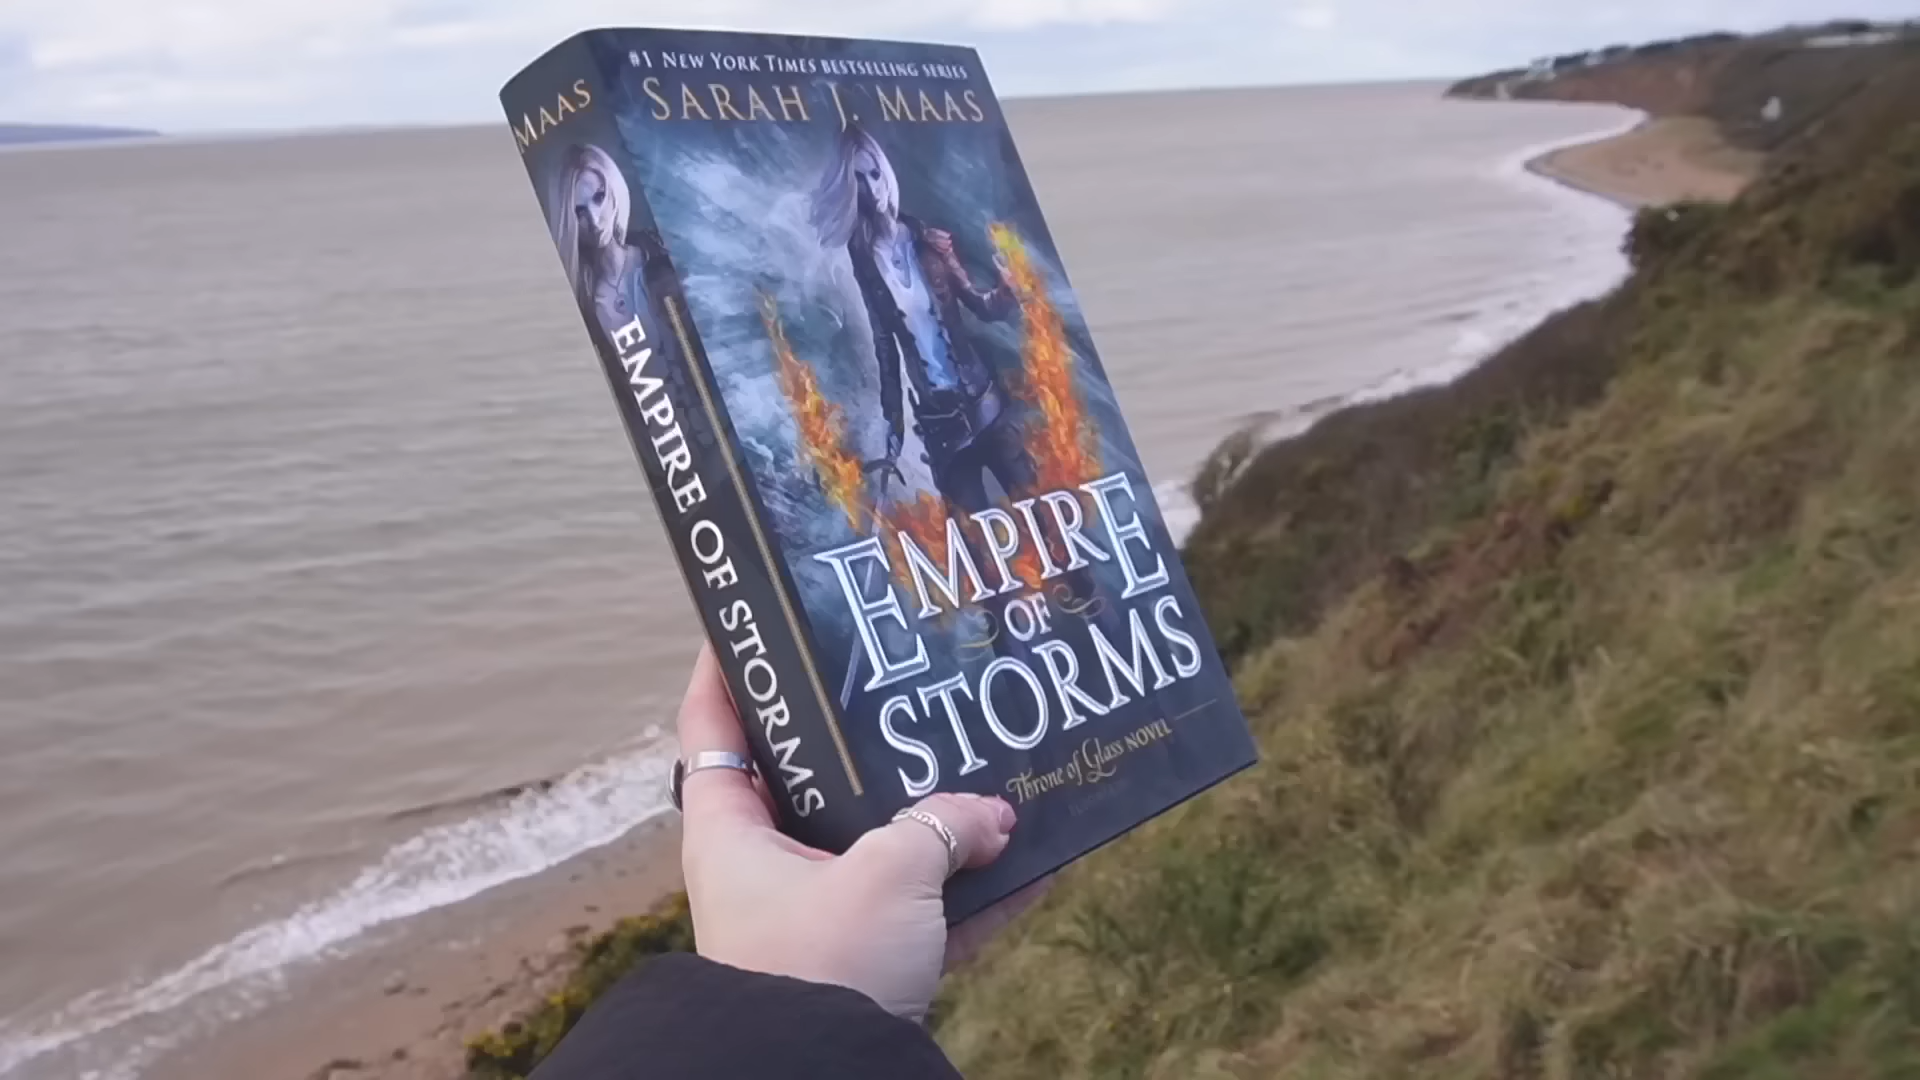 MAAS
EMPIRE OF STORMS
#1 NEW YORK TIMES BESTSELLING SERIES
SARAH J. MAAS
EMPIRE
OF
STORMS
Throne of Glass NOVEL